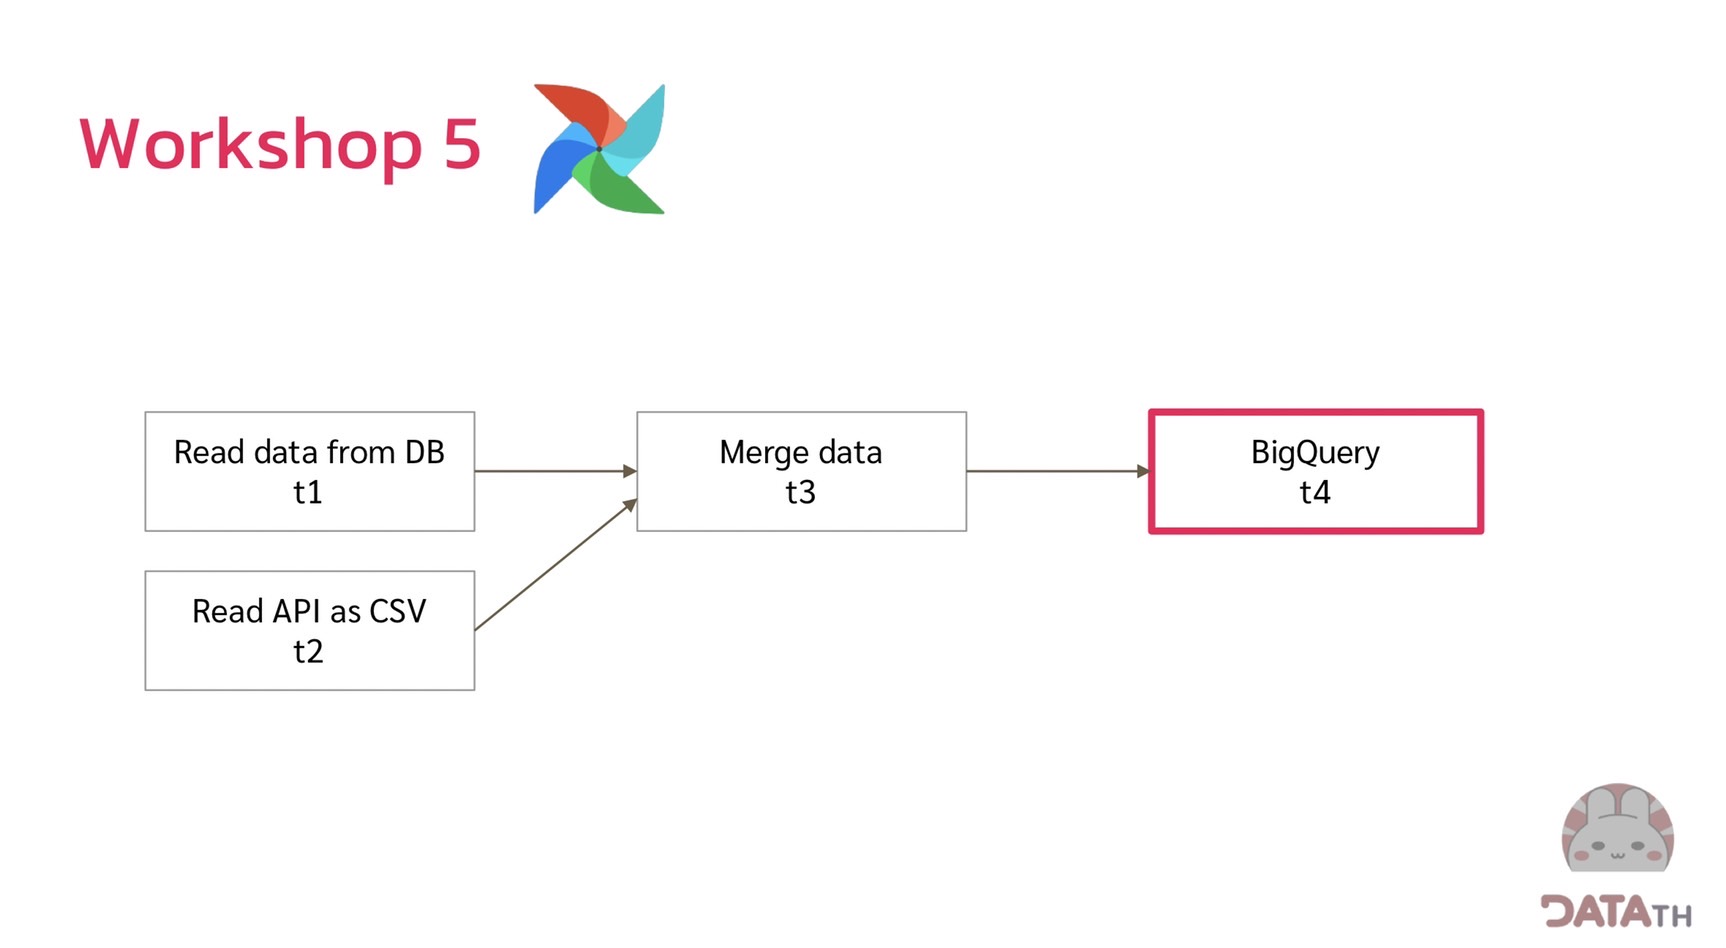 Workshop 5
Read data from DB
t1
Merge data
t3
BigQuery
t4
Read API as CSV
t2
DATATH